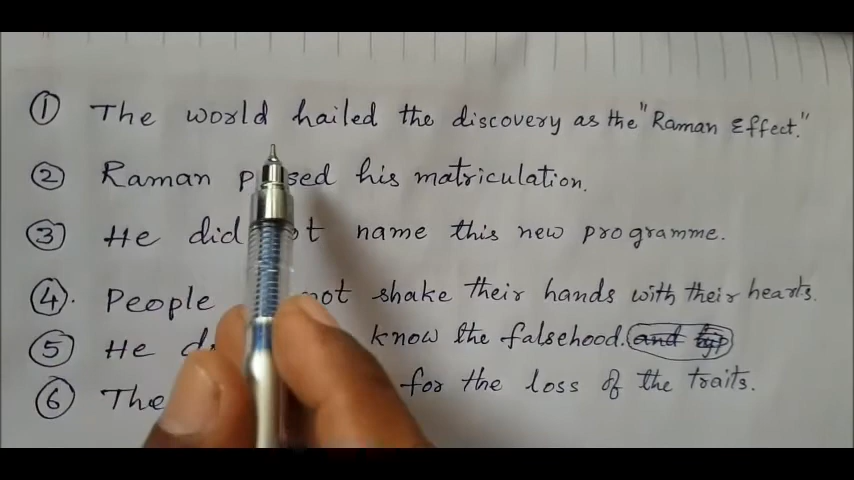 ① The world hailed the discovery as the "Raman Effect."
② Raman his matriculation.
③ He did name this new programme.
④. People not shake their hands with their hearts.
⑤ He know the falsehood.
⑥ The for the loss of the traits.